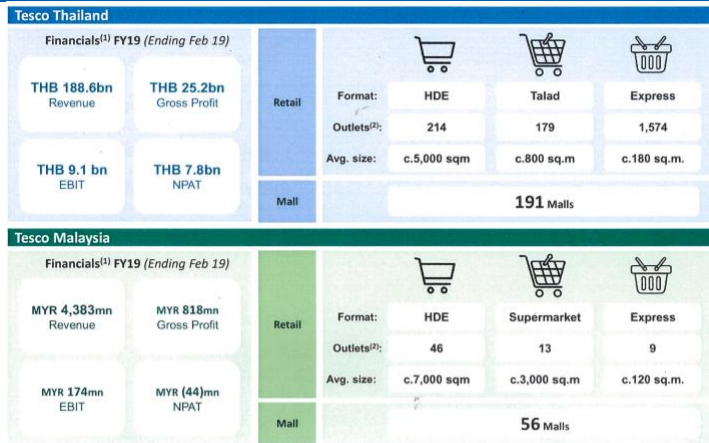 Tesco Thailand
Financials(1) FY19 (Ending Feb 19)
THB 188.6bn
Revenue
THB 25.2bn
Gross Profit
THB 9.1 bn
EBIT
THB 7.8bn
NPAT
Retail
Format: HDE Talad Express
Outlets(2): 214 179 1,574
Avg. size: c.5,000 sqm c.800 sq.m c.180 sq.m.
Mall
191 Malls
Tesco Malaysia
Financials(1) FY19 (Ending Feb 19)
MYR 4,383mn
Revenue
MYR 818mn
Gross Profit
MYR 174mn
EBIT
MYR (44)mn
NPAT
Retail
Format: HDE Supermarket Express
Outlets(2): 46 13 9
Avg. size: c.7,000 sqm c.3,000 sq.m c.120 sq.m.
Mall
56 Malls